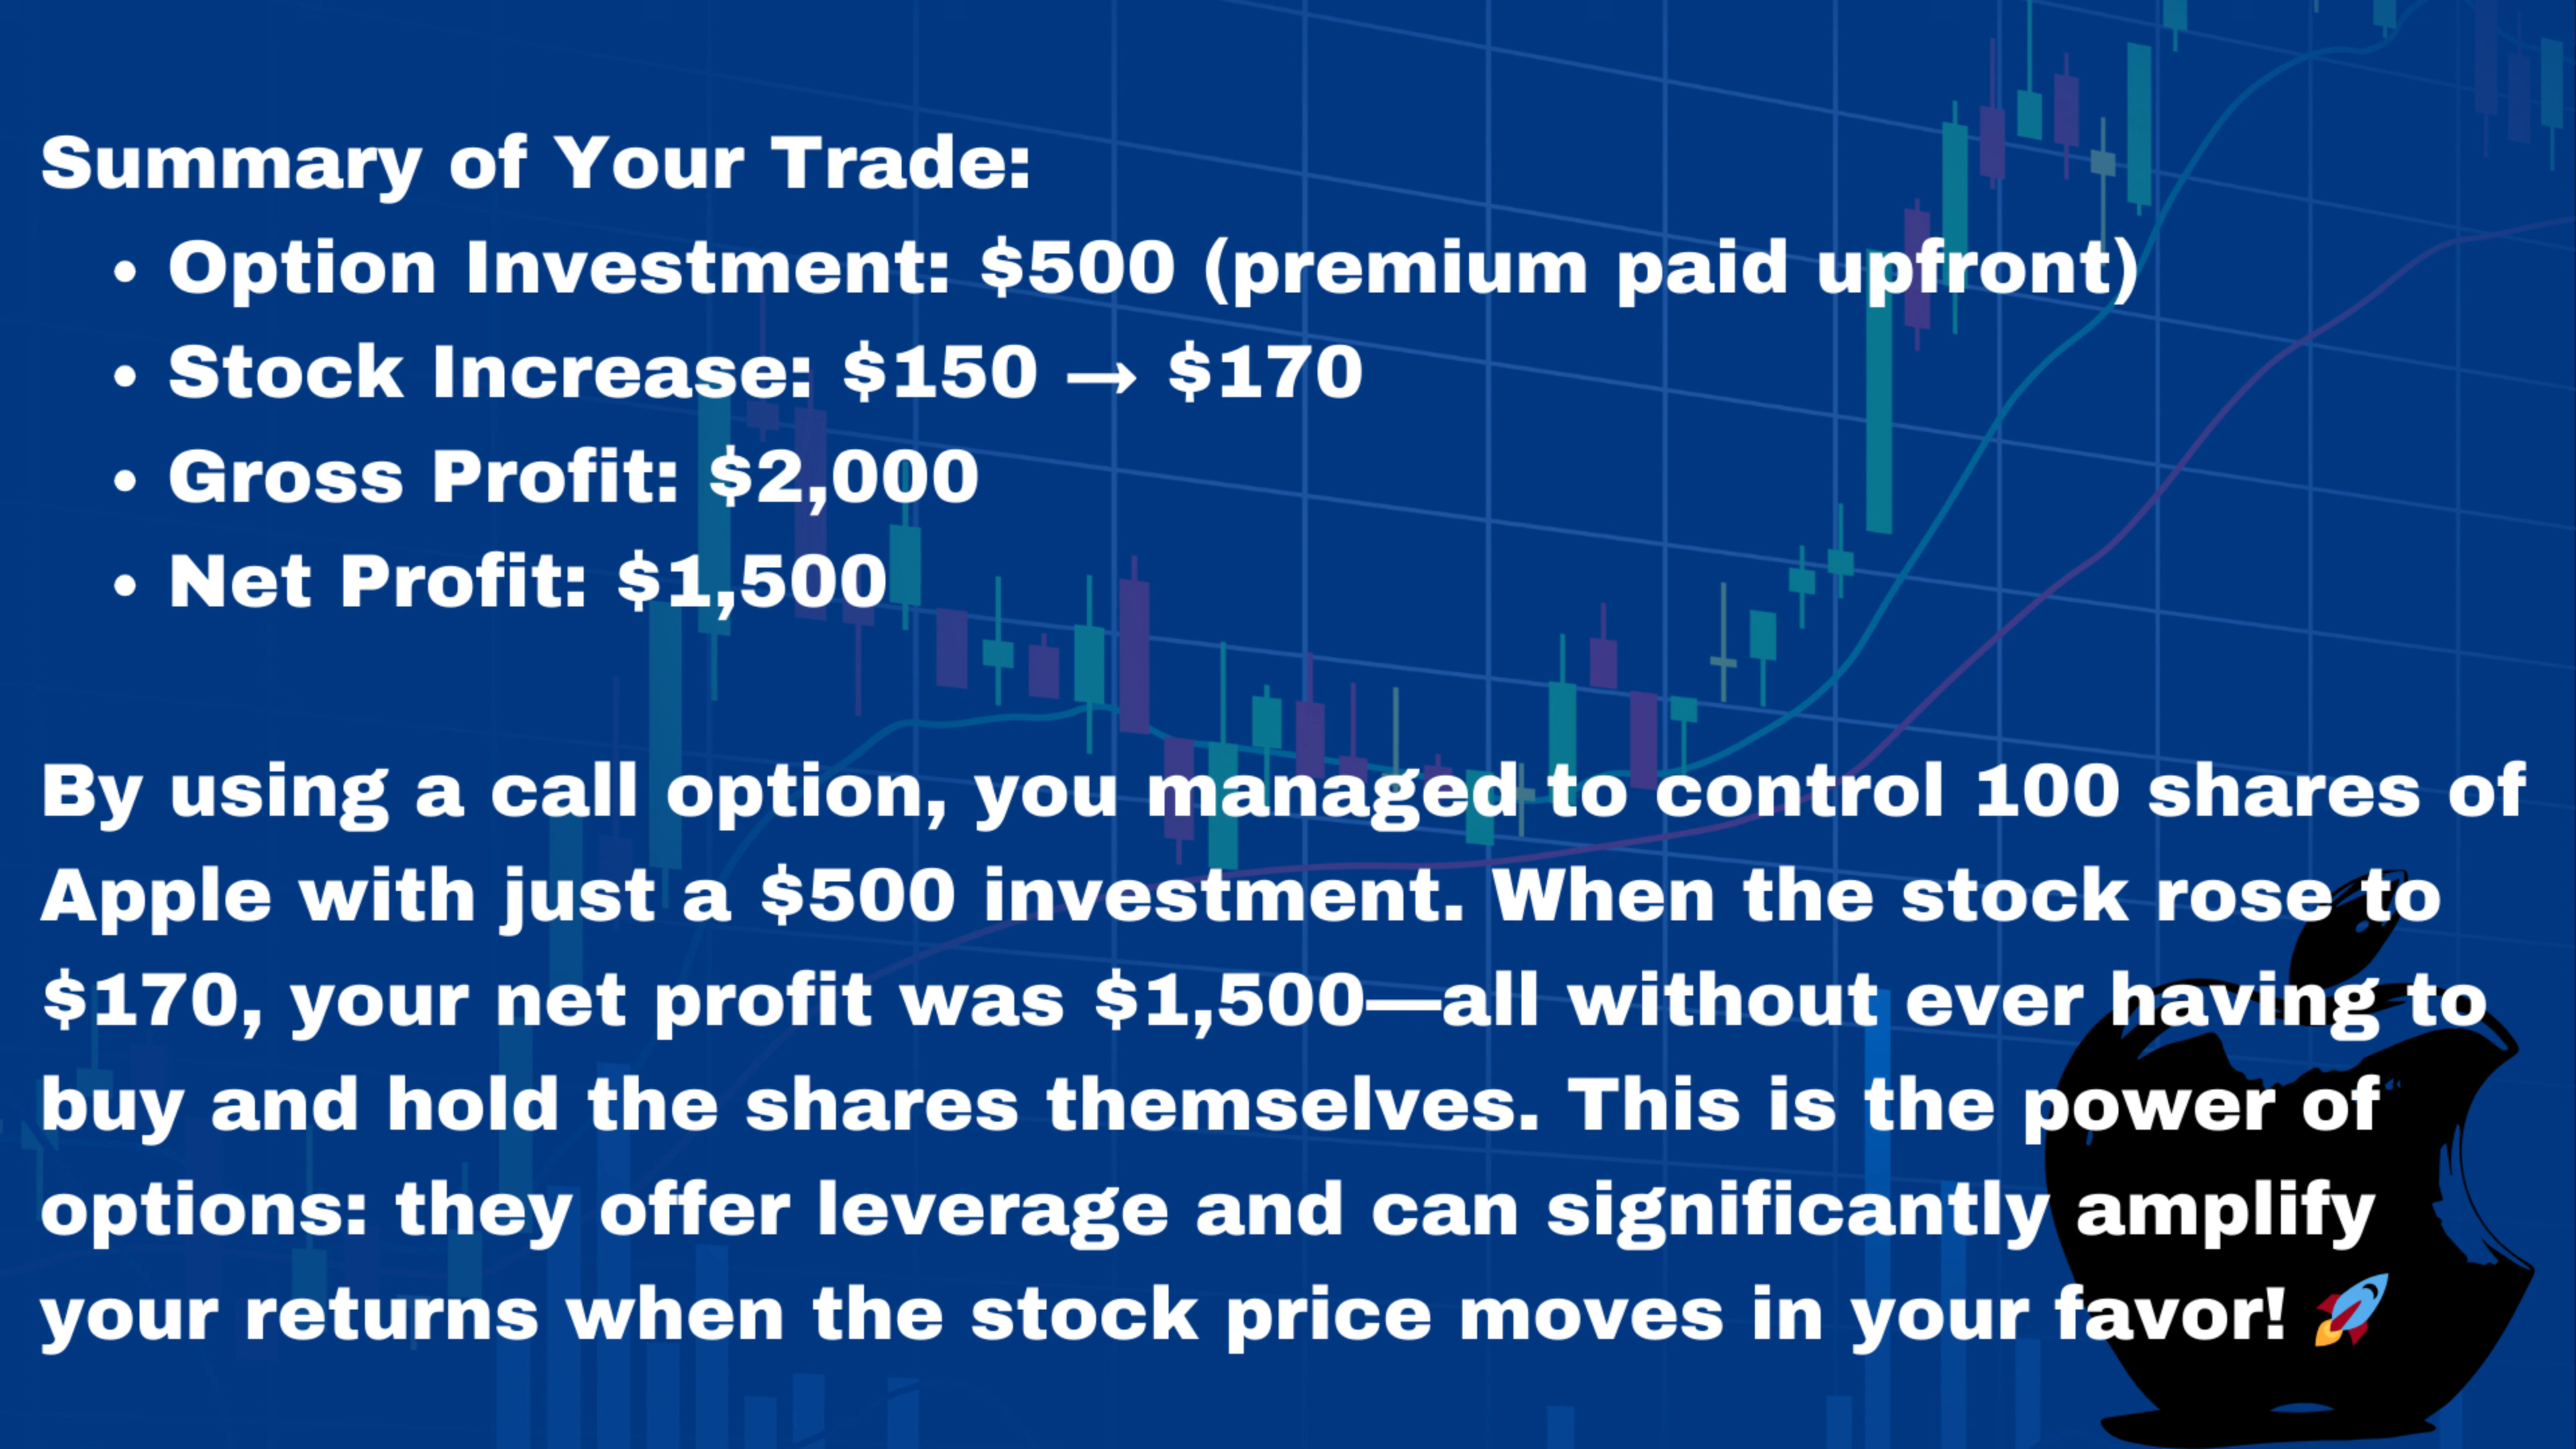 Summary of Your Trade:
• Option Investment: $500 (premium paid upfront)
• Stock Increase: $150 → $170
• Gross Profit: $2,000
• Net Profit: $1,500
By using a call option, you managed to control 100 shares of
Apple with just a $500 investment. When the stock rose to
$170, your net profit was $1,500—all without ever having to
buy and hold the shares themselves. This is the power of
options: they offer leverage and can significantly amplify
your returns when the stock price moves in your favor! 🚀